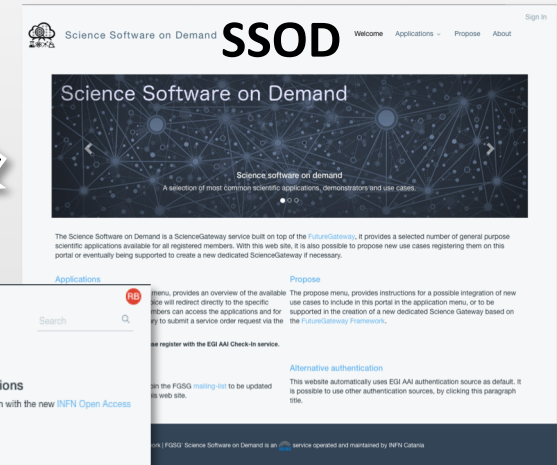 Sign In
Science Software on Demand SSOD Welcome Applications Propose About
Science Software on Demand
Science software on demand
A selection of most common scientific applications, demonstrators and use cases.
The Science Software on Demand is a ScienceGateway service built on top of the FutureGateway, it provides a selected number of general purpose
scientific applications available for all registered members. With this web site, it is also possible to propose new use cases registering them on this
portal or eventually being supported to create a new dedicated ScienceGateway if necessary.
Applications
menu, provides an overview of the available
will redirect directly to the specific
can access the applications and for
to submit a service order request via the
register with the EGI AAI Check-in service.
join the FGSG mailing-list to be updated
web site.
Propose
The propose menu, provides instructions for a possible integration of new
use cases to include in this portal in the application menu, or to be
supported in the creation of a new dedicated Science Gateway based on
the FutureGateway Framework.
Alternative authentication
This website automatically uses EGI AAI authentication source as default. It
is possible to use other authentication sources, by clicking this paragraph
title.
RB
Search
with the new INFN Open Access
FGSG' Science Software on Demand is an service operated and maintained by INFN Catania